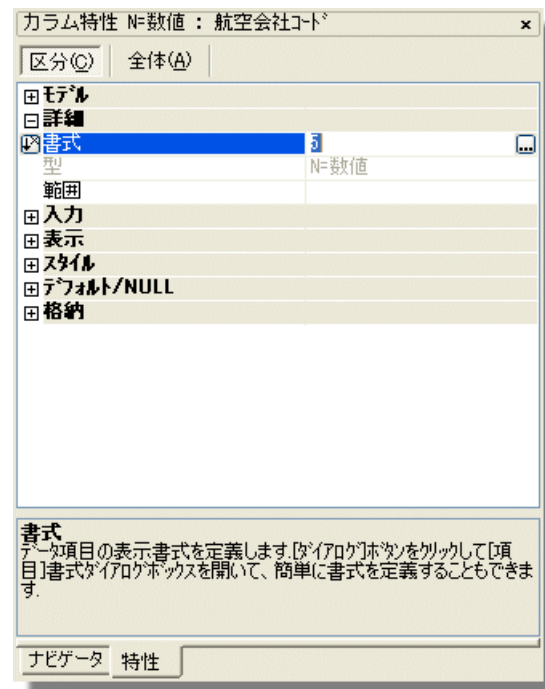 カラム特性 N=数値 : 航空会社ｺｰﾄﾞ
区分(C) 全体(A)
ﾓﾃﾞﾙ
詳細
書式 5
型 N=数値
範囲
入力
表示
ｽﾀｲﾙ
ﾃﾞﾌｫﾙﾄ/NULL
格納
書式
ﾃﾞｰﾀ項目の表示書式を定義します.[ﾀﾞｲｱﾛｸﾞ]ﾎﾞﾀﾝをｸﾘｯｸして[項
目]書式ﾀﾞｲｱﾛｸﾞﾎﾞｯｸｽを開いて、簡単に書式を定義することもできま
す.
ナビゲータ 特性